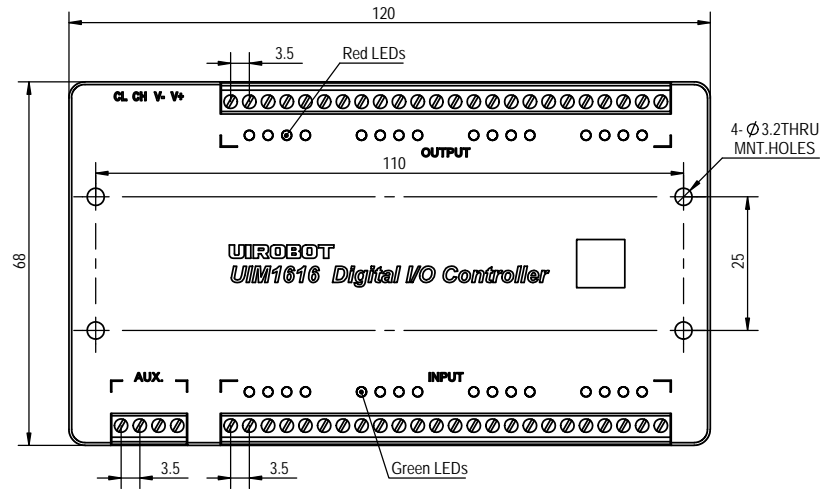 120
3.5
Red LEDs
CL CH V- V+
4- Ø 3.2THRU
MNT.HOLES
OUTPUT
110
68
25
UIROBOT
UIM1616 Digital I/O Controller
AUX.
INPUT
3.5
3.5
Green LEDs